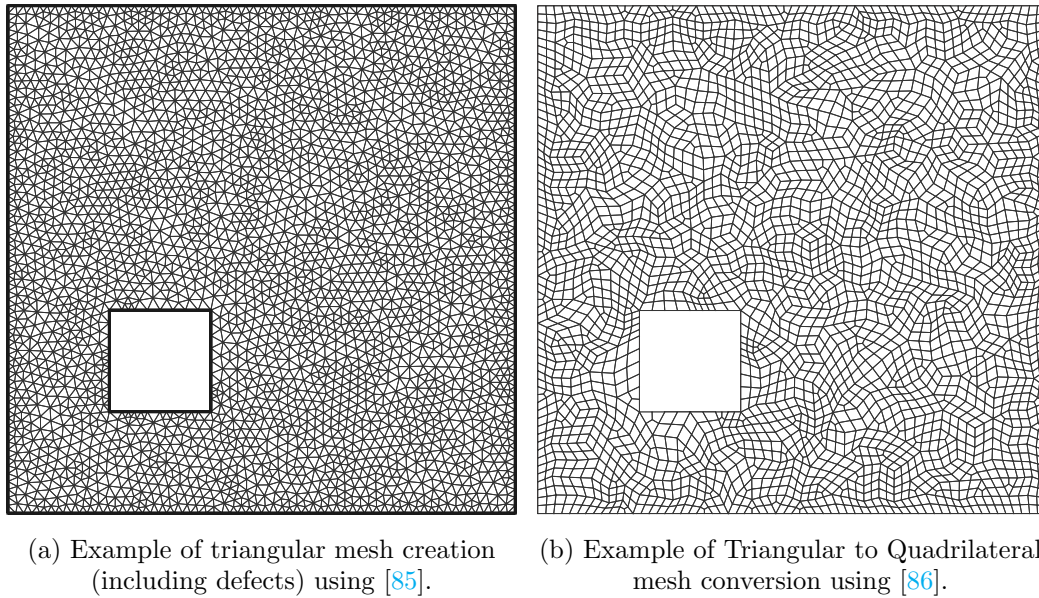 (a) Example of triangular mesh creation
(including defects) using [85].
(b) Example of Triangular to Quadrilateral
mesh conversion using [86].